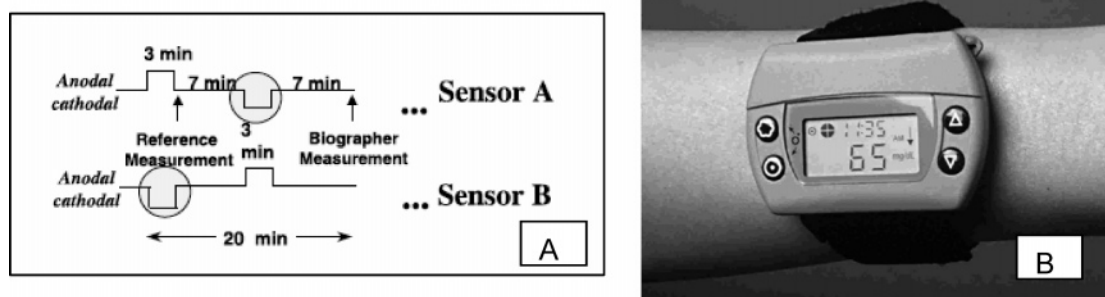 3 min
Anodal
cathodal
7 min
7 min
... Sensor A
Reference
Measurement
Biographer
Measurement
3
min
Anodal
cathodal
... Sensor B
20 min
A
11:35
AM
65 mg/dL
B